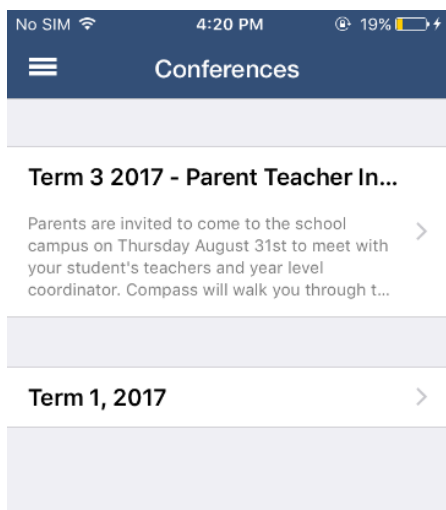 No SIM 4:20 PM 19%
Conferences
Term 3 2017 - Parent Teacher In...
Parents are invited to come to the school
campus on Thursday August 31st to meet with
your student's teachers and year level
coordinator. Compass will walk you through t...
Term 1, 2017